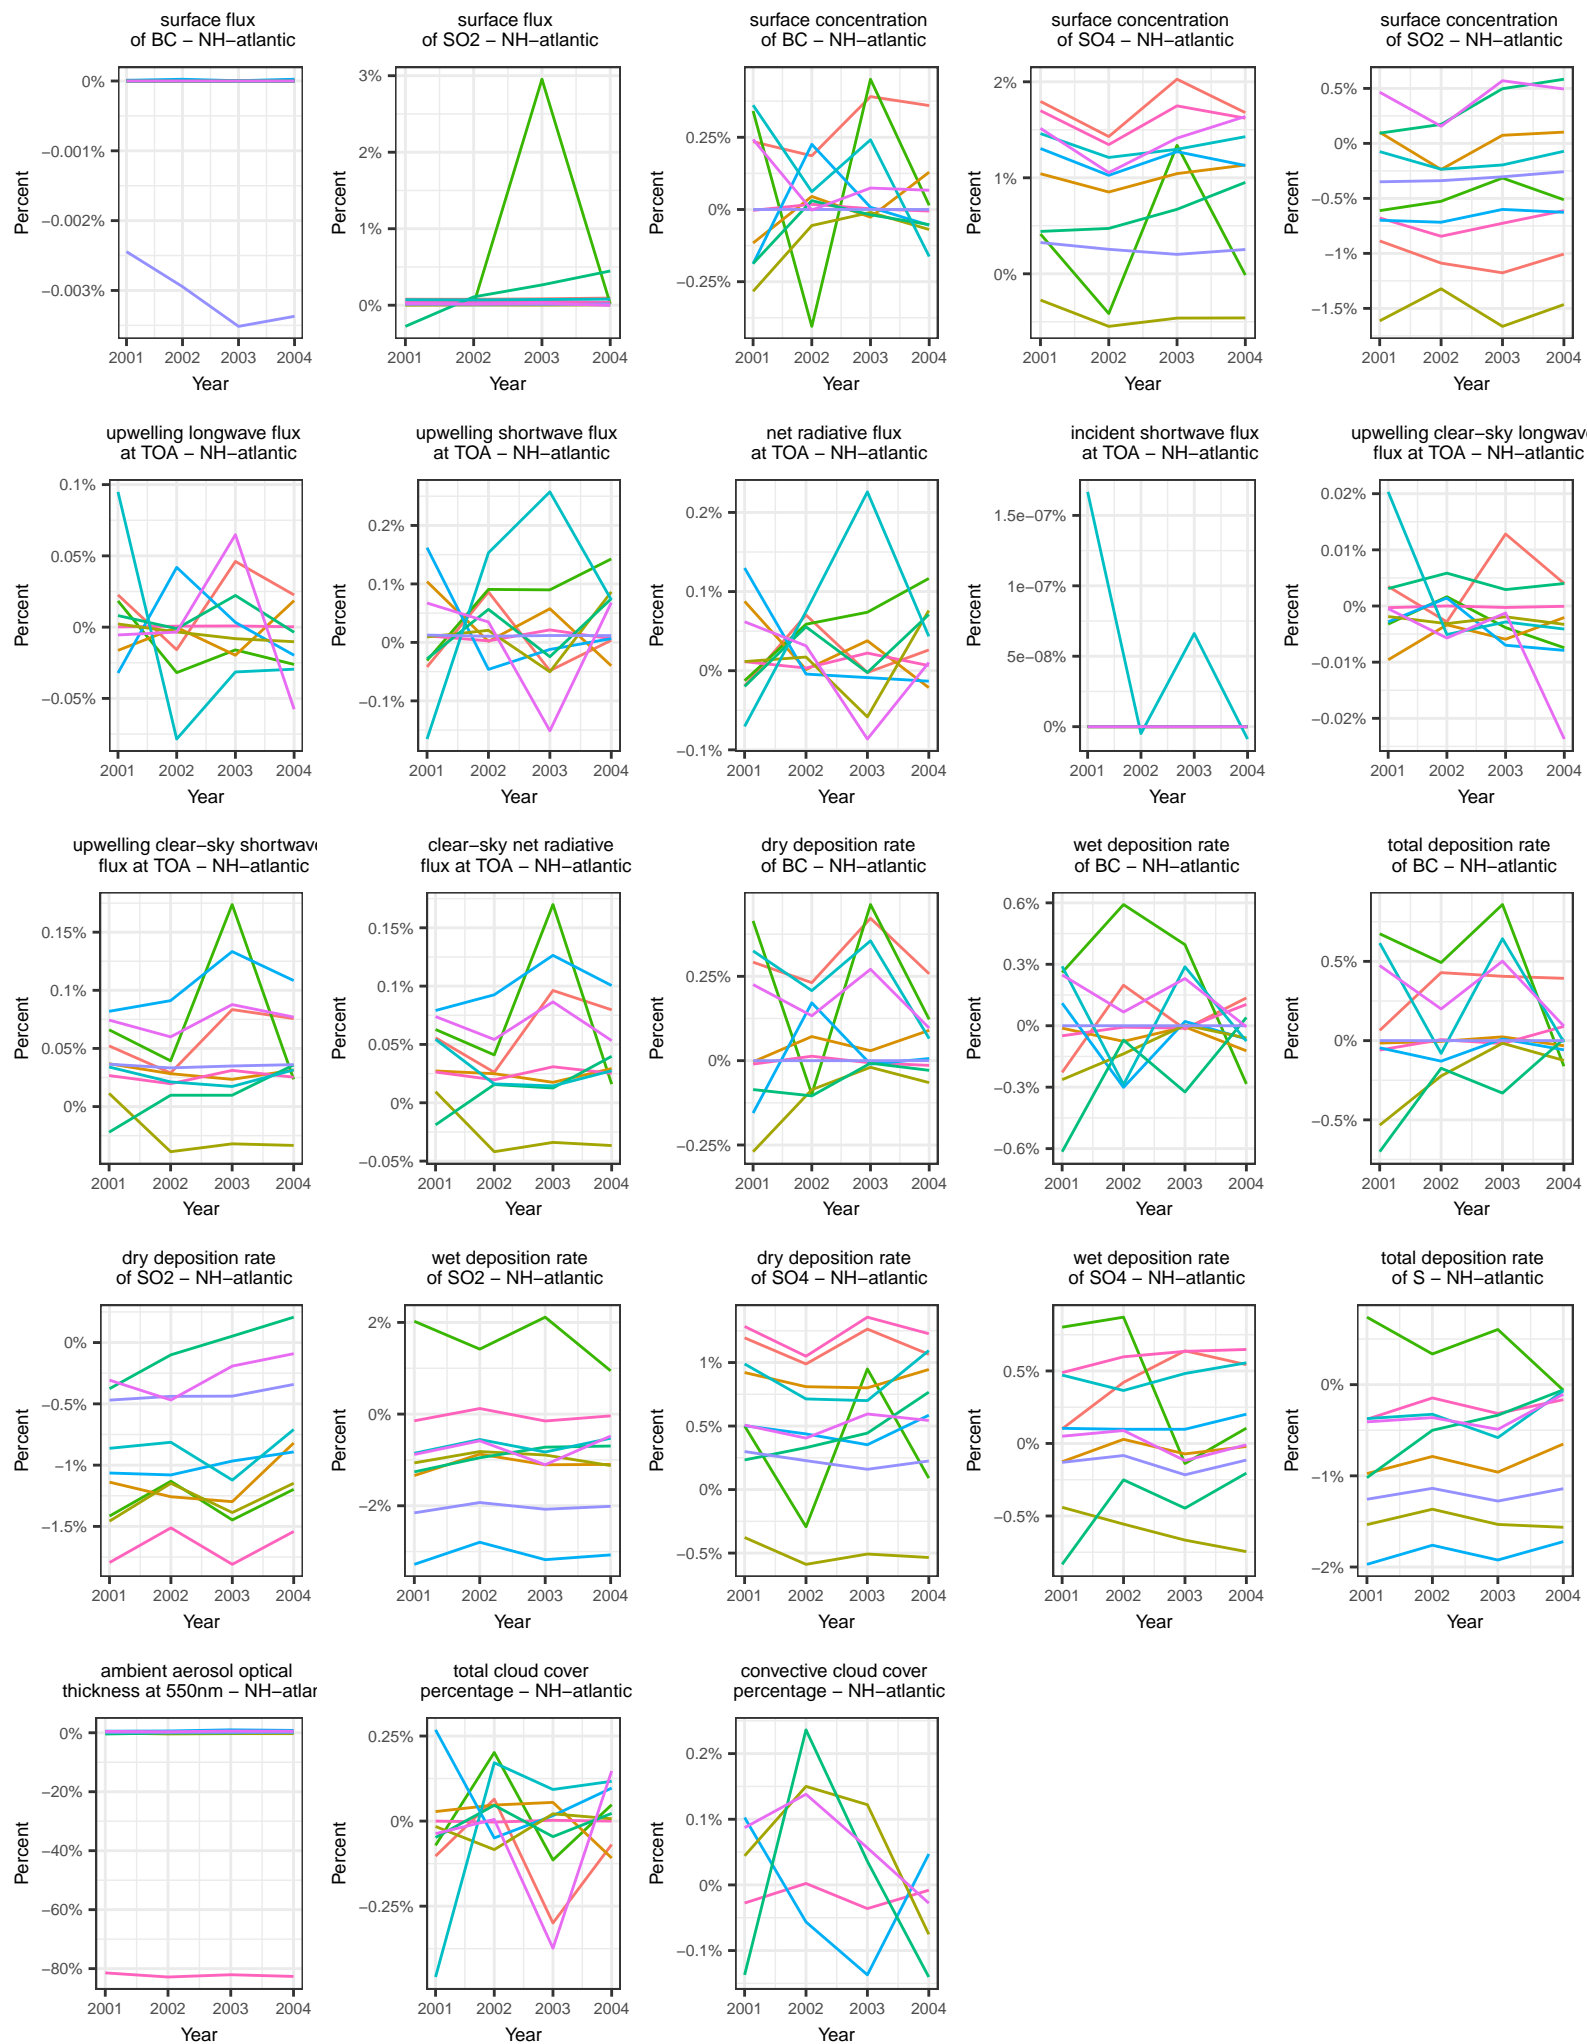 surface flux
of BC − NH−atlantic
0%
−0.001%
−0.002%
−0.003%
Percent
2001 2002 2003 2004
Year
surface flux
of SO2 − NH−atlantic
3%
2%
1%
0%
Percent
2001 2002 2003 2004
Year
surface concentration
of BC − NH−atlantic
0.25%
0%
−0.25%
Percent
2001 2002 2003 2004
Year
surface concentration
of SO4 − NH−atlantic
2%
1%
0%
Percent
2001 2002 2003 2004
Year
surface concentration
of SO2 − NH−atlantic
0.5%
0%
−0.5%
−1%
−1.5%
Percent
2001 2002 2003 2004
Year
upwelling longwave flux
at TOA − NH−atlantic
0.1%
0.05%
0%
−0.05%
Percent
2001 2002 2003 2004
Year
upwelling shortwave flux
at TOA − NH−atlantic
0.2%
0.1%
0%
−0.1%
Percent
2001 2002 2003 2004
Year
net radiative flux
at TOA − NH−atlantic
0.2%
0.1%
0%
−0.1%
Percent
2001 2002 2003 2004
Year
incident shortwave flux
at TOA − NH−atlantic
1.5e−07%
1e−07%
5e−08%
0%
Percent
2001 2002 2003 2004
Year
upwelling clear−sky longwave
flux at TOA − NH−atlantic
0.02%
0.01%
0%
−0.01%
−0.02%
Percent
2001 2002 2003 2004
Year
upwelling clear−sky shortwave
flux at TOA − NH−atlantic
0.15%
0.1%
0.05%
0%
Percent
2001 2002 2003 2004
Year
clear−sky net radiative
flux at TOA − NH−atlantic
0.15%
0.1%
0.05%
0%
−0.05%
Percent
2001 2002 2003 2004
Year
dry deposition rate
of BC − NH−atlantic
0.25%
0%
−0.25%
Percent
2001 2002 2003 2004
Year
wet deposition rate
of BC − NH−atlantic
0.6%
0.3%
0%
−0.3%
−0.6%
Percent
2001 2002 2003 2004
Year
total deposition rate
of BC − NH−atlantic
0.5%
0%
−0.5%
Percent
2001 2002 2003 2004
Year
dry deposition rate
of SO2 − NH−atlantic
0%
−0.5%
−1%
−1.5%
Percent
2001 2002 2003 2004
Year
wet deposition rate
of SO2 − NH−atlantic
2%
0%
−2%
Percent
2001 2002 2003 2004
Year
dry deposition rate
of SO4 − NH−atlantic
1%
0.5%
0%
−0.5%
Percent
2001 2002 2003 2004
Year
wet deposition rate
of SO4 − NH−atlantic
0.5%
0%
−0.5%
Percent
2001 2002 2003 2004
Year
total deposition rate
of S − NH−atlantic
0%
−1%
−2%
Percent
2001 2002 2003 2004
Year
ambient aerosol optical
thickness at 550nm − NH−atlan
0%
−20%
−40%
−60%
−80%
Percent
2001 2002 2003 2004
Year
total cloud cover
percentage − NH−atlantic
0.25%
0%
−0.25%
Percent
2001 2002 2003 2004
Year
convective cloud cover
percentage − NH−atlantic
0.2%
0.1%
0%
−0.1%
Percent
2001 2002 2003 2004
Year